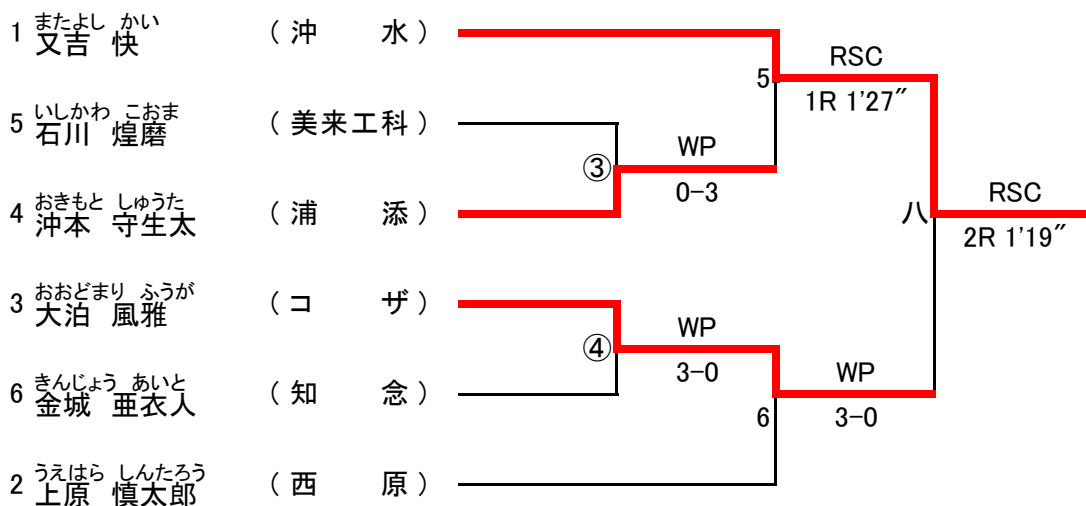 またよし かい
1 又吉 快 ( 沖 水 )
いしかわ こおま
5 石川 煌磨 ( 美来工科 )
おきもと しゅうた
4 沖本 守生太 ( 浦 添 )
おおどまり ふうが
3 大泊 風雅 ( コ ザ )
きんじょう あいと
6 金城 亜衣人 ( 知 念 )
うえはら しんたろう
2 上原 慎太郎 ( 西 原 )
③
WP
0-3
④
WP
3-0
5
RSC
1R 1'27″
6
WP
3-0
八
RSC
2R 1'19″